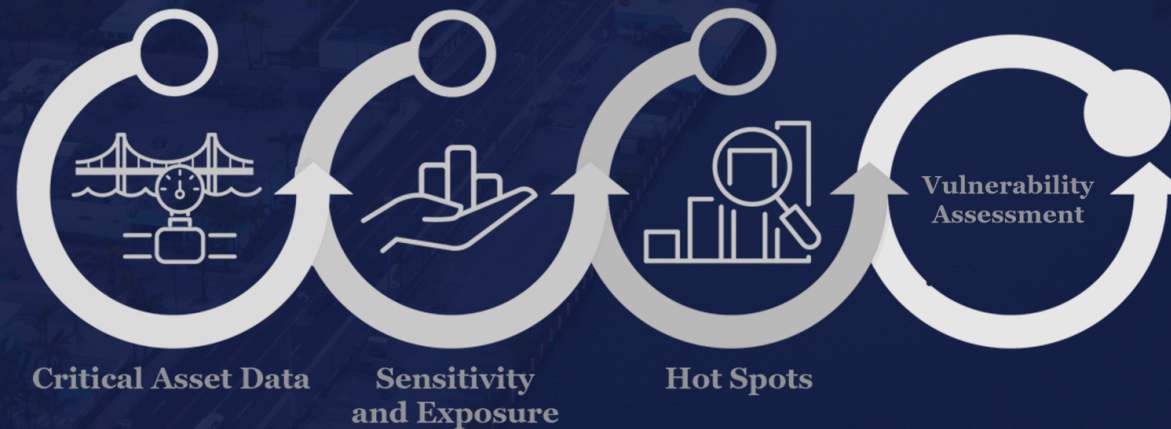 Vulnerability
Assessment
Critical Asset Data
Sensitivity
and Exposure
Hot Spots